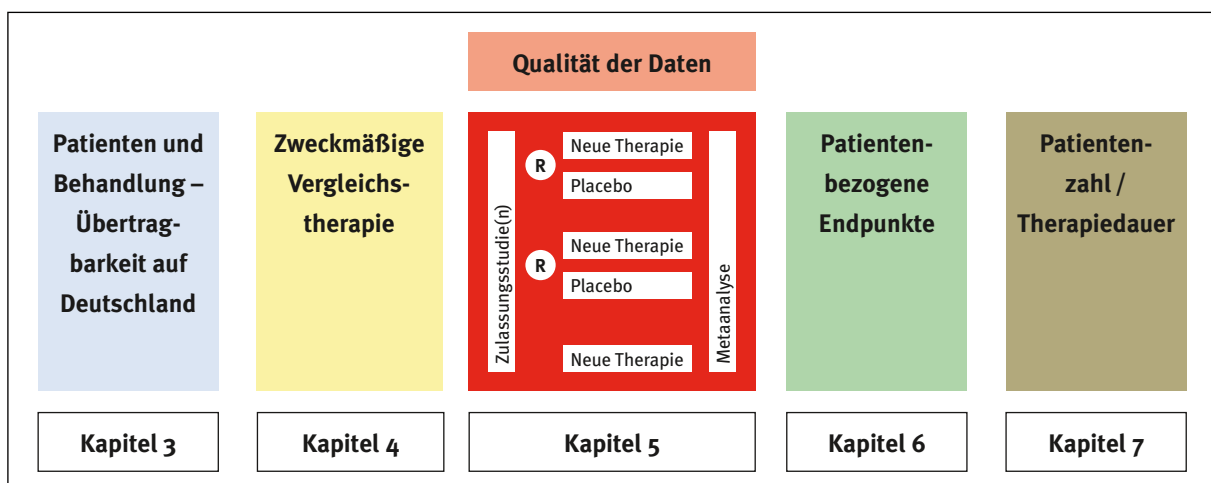 Qualität der Daten
Patienten und
Behandlung –
Übertrag-
barkeit auf
Deutschland
Zweckmäßige
Vergleichs-
therapie
Zulassungsstudie(n)
R
Neue Therapie
Placebo
R
Neue Therapie
Placebo
Neue Therapie
Metaanalyse
Patienten-
bezogene
Endpunkte
Patienten-
zahl /
Therapiedauer
Kapitel 3
Kapitel 4
Kapitel 5
Kapitel 6
Kapitel 7